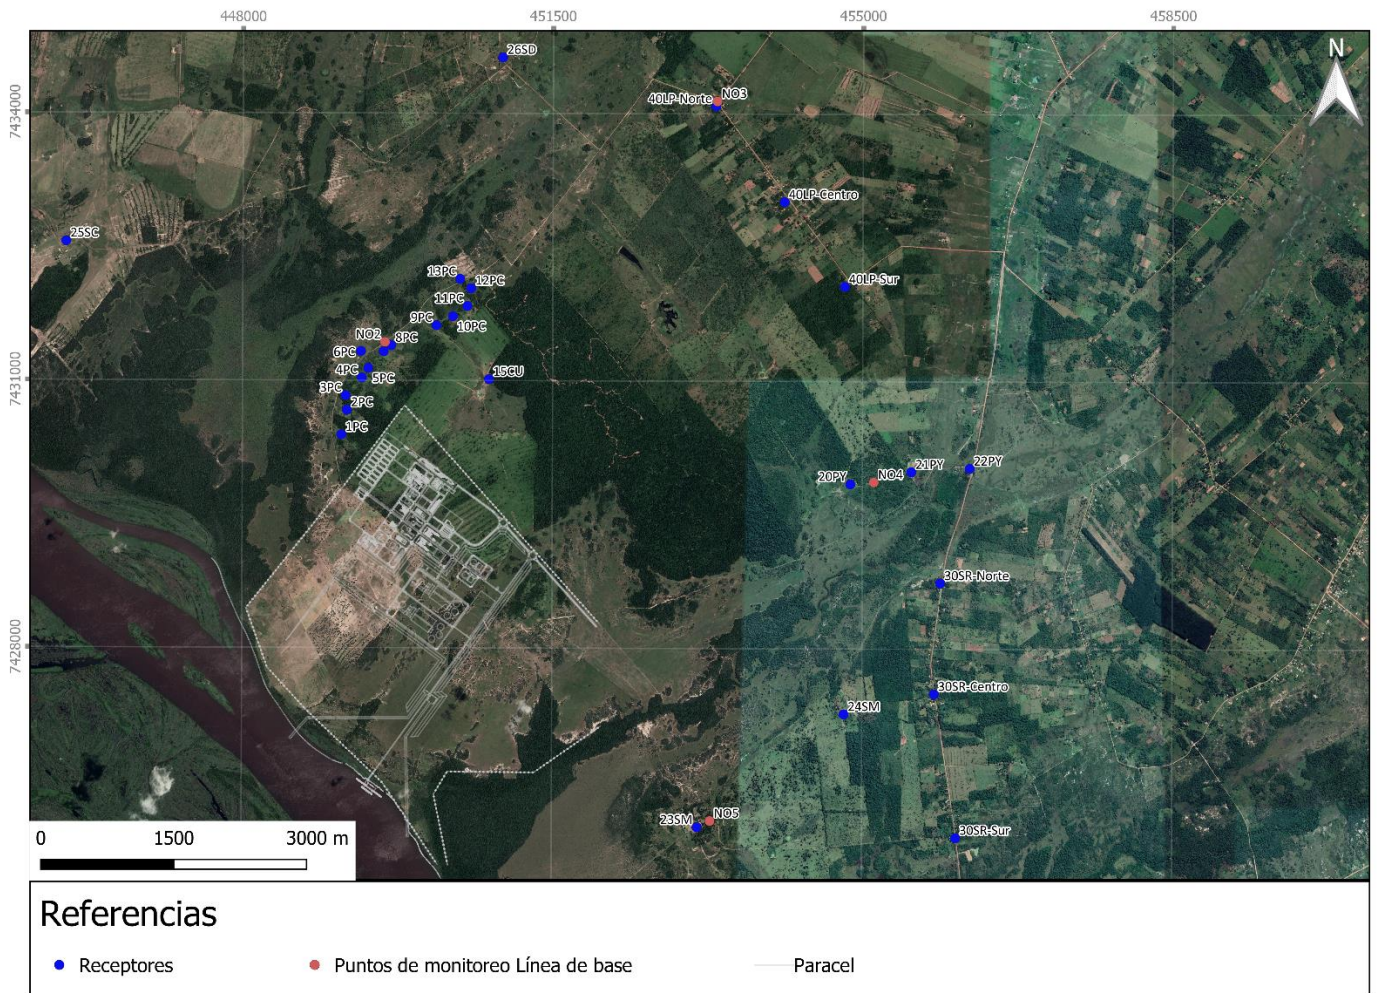 448000
451500
455000
458500
26SD
N
40LP-Norte
NO3
7434000
40LP-Centro
25SC
13PC
12PC
40LP-Sur
11PC
9PC
10PC
NO2
8PC
6PC
7431000
4PC
5PC
15CU
3PC
2PC
1PC
22PY
21PY
20PY
NO4
30SR-Norte
7428000
30SR-Centro
24SM
23SM
NO5
30SR-Sur
0
1500
3000 m
Referencias
Receptores
Puntos de monitoreo Línea de base
Paracel